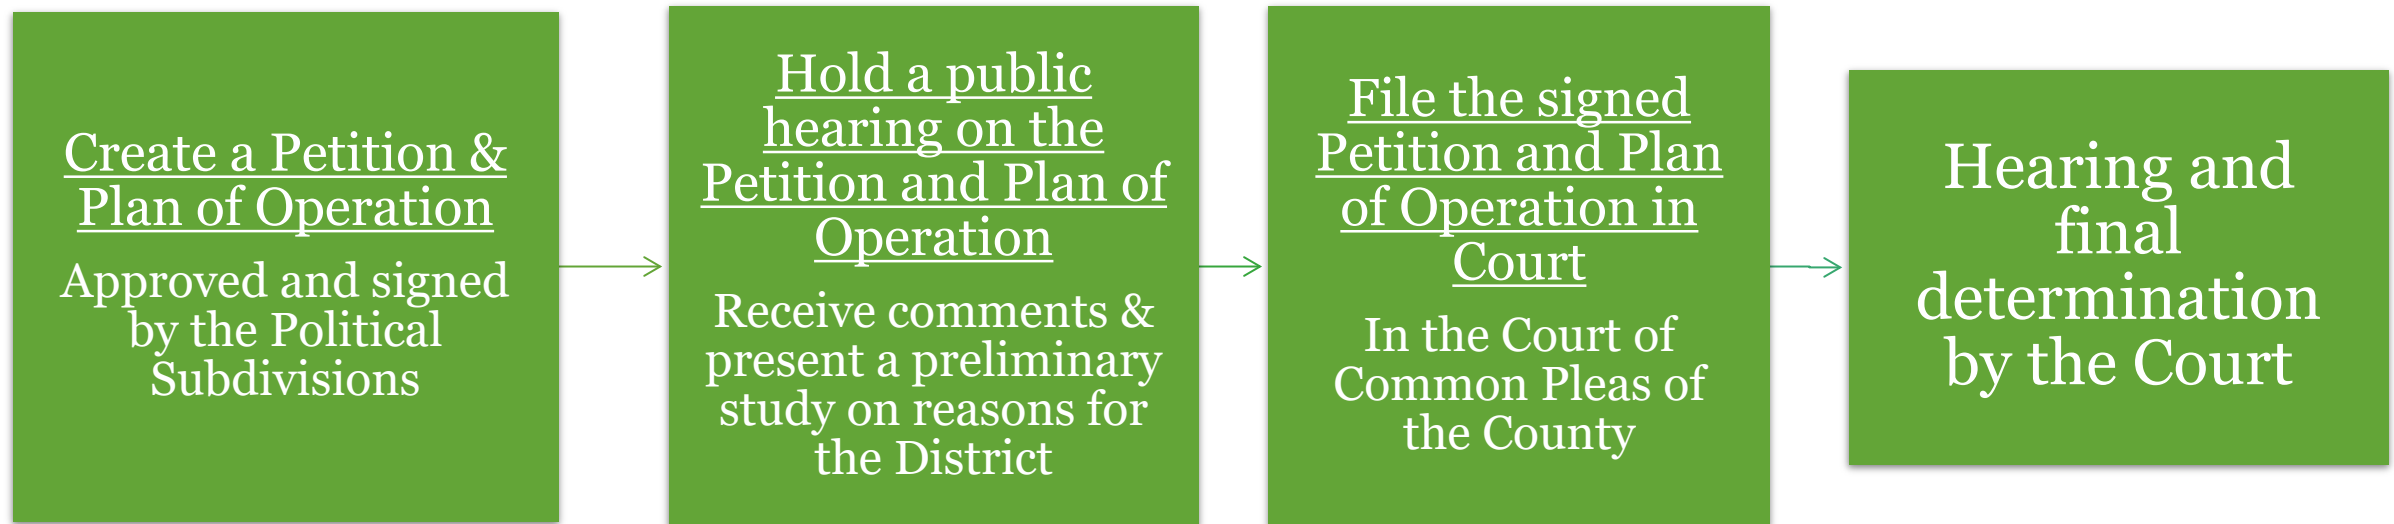 Create a Petition &
Plan of Operation
Approved and signed
by the Political
Subdivisions
Hold a public
hearing on the
Petition and Plan of
Operation
Receive comments &
present a preliminary
study on reasons for
the District
File the signed
Petition and Plan
of Operation in
Court
In the Court of
Common Pleas of
the County
Hearing and
final
determination
by the Court